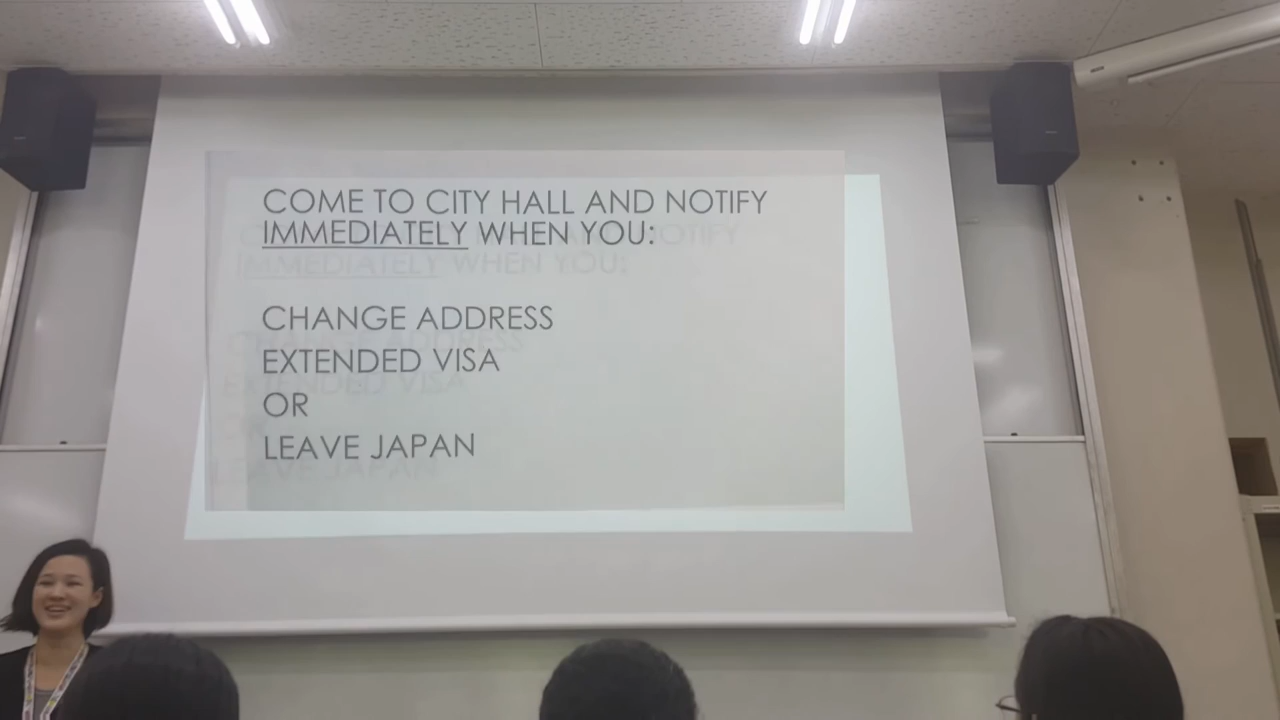 COME TO CITY HALL AND NOTIFY
IMMEDIATELY WHEN YOU:
CHANGE ADDRESS
EXTENDED VISA
OR
LEAVE JAPAN